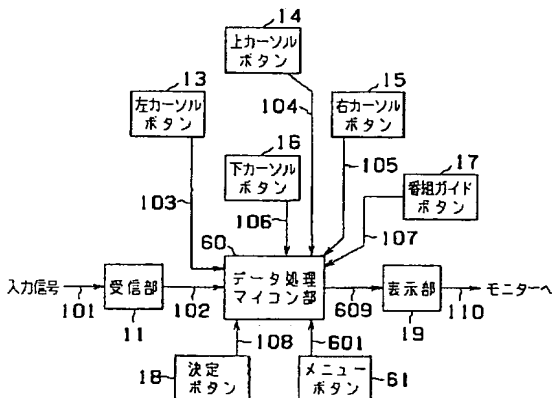 14
上カーソル
ボタン
13
左カーソル
ボタン
104
15
右カーソル
ボタン
16
下カーソル
ボタン
105
17
番組ガイド
ボタン
103
106
107
60
データ処理
マイコン部
入力信号
101
受信部
11
102
609
表示部
19
110
モニターへ
108
601
18
決定
ボタン
メニュー
ボタン
61